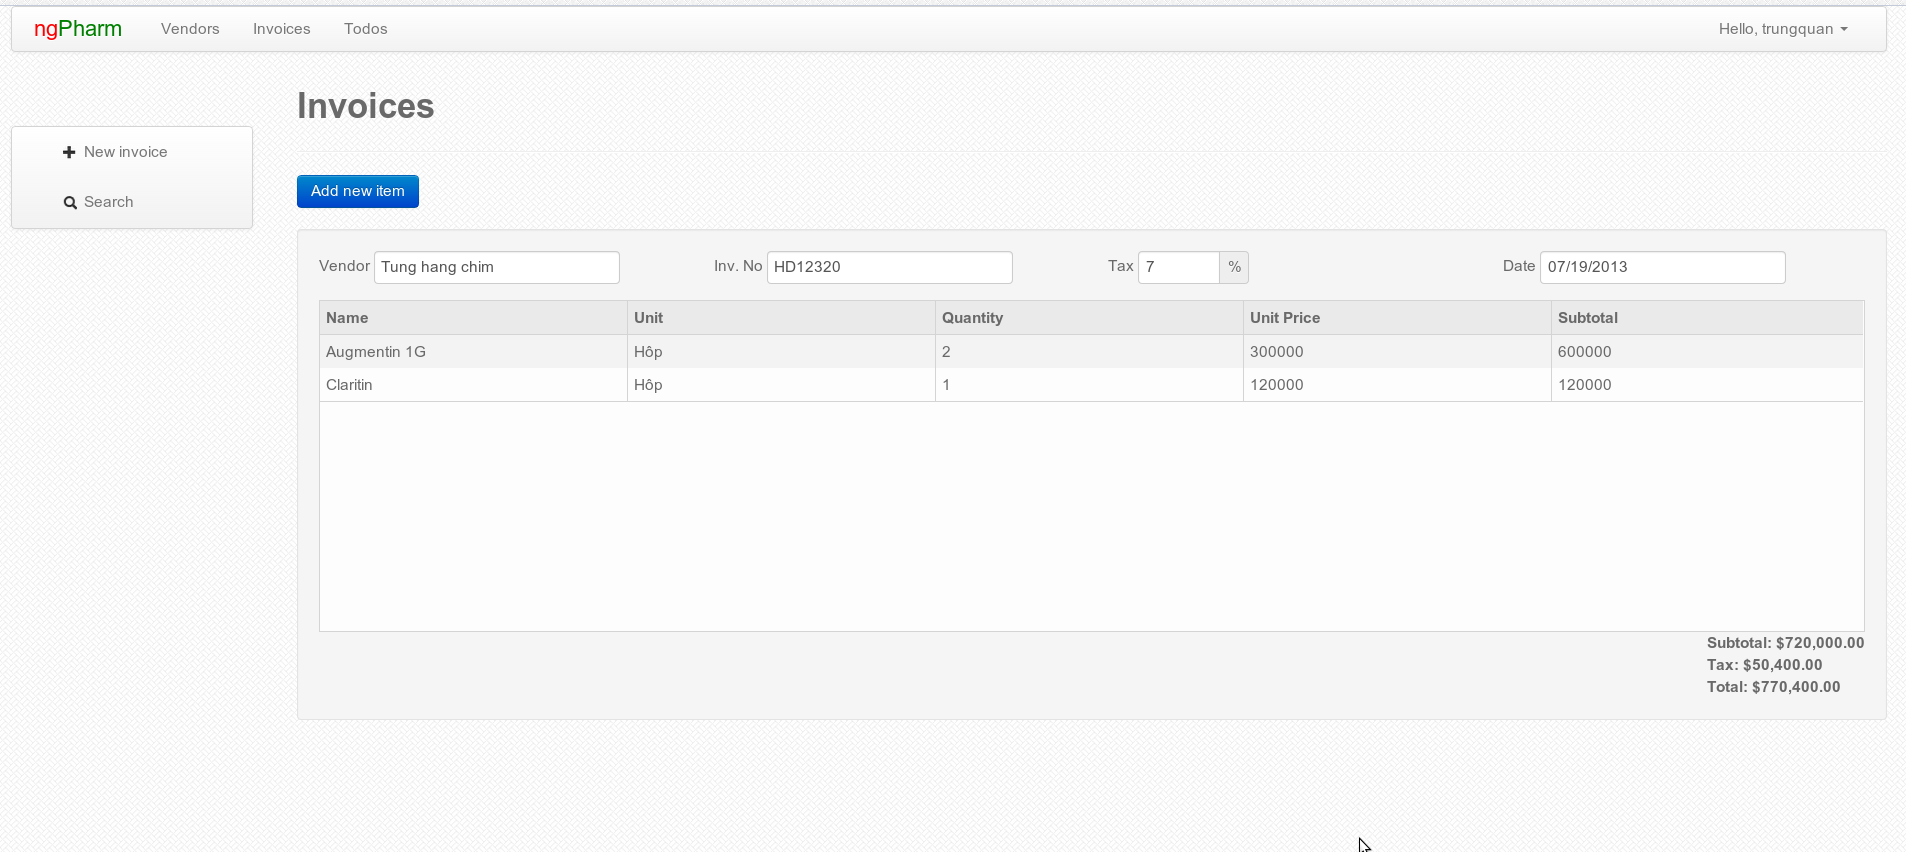 ngPharm Vendors Invoices Todos Hello, trungquan
Invoices
New invoice
Search
Add new item
Vendor Tung hang chim Inv. No HD12320 Tax 7 % Date 07/19/2013
Name Unit Quantity Unit Price Subtotal
Augmentin 1G Hôp 2 300000 600000
Claritin Hôp 1 120000 120000
Subtotal: $720,000.00
Tax: $50,400.00
Total: $770,400.00